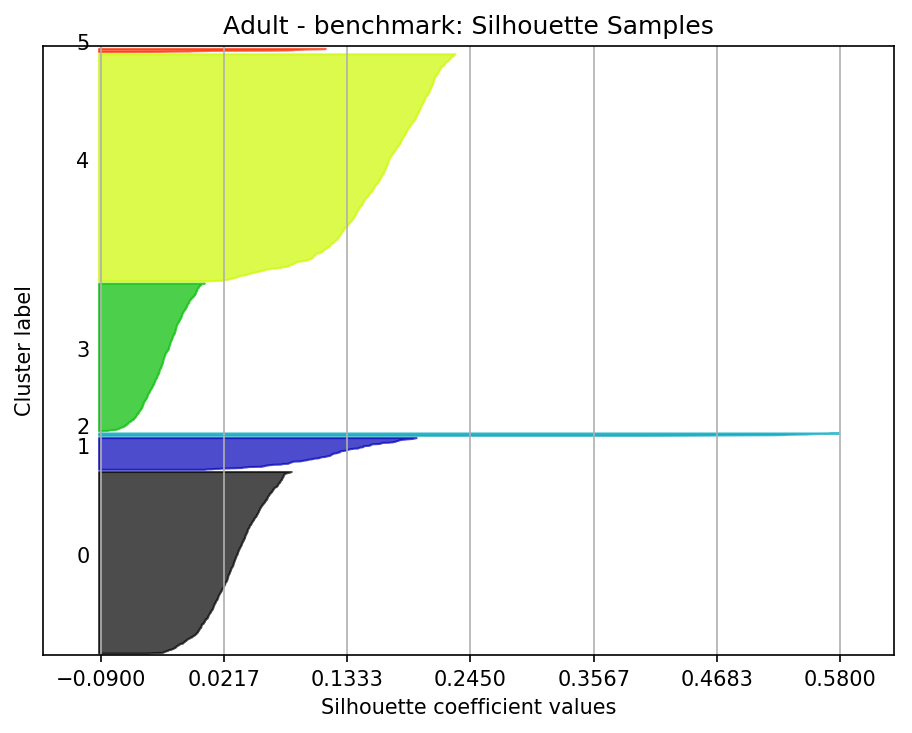 Adult - benchmark: Silhouette Samples
5
4
3
2
1
0
Cluster label
−0.0900 0.0217 0.1333 0.2450 0.3567 0.4683 0.5800
Silhouette coefficient values